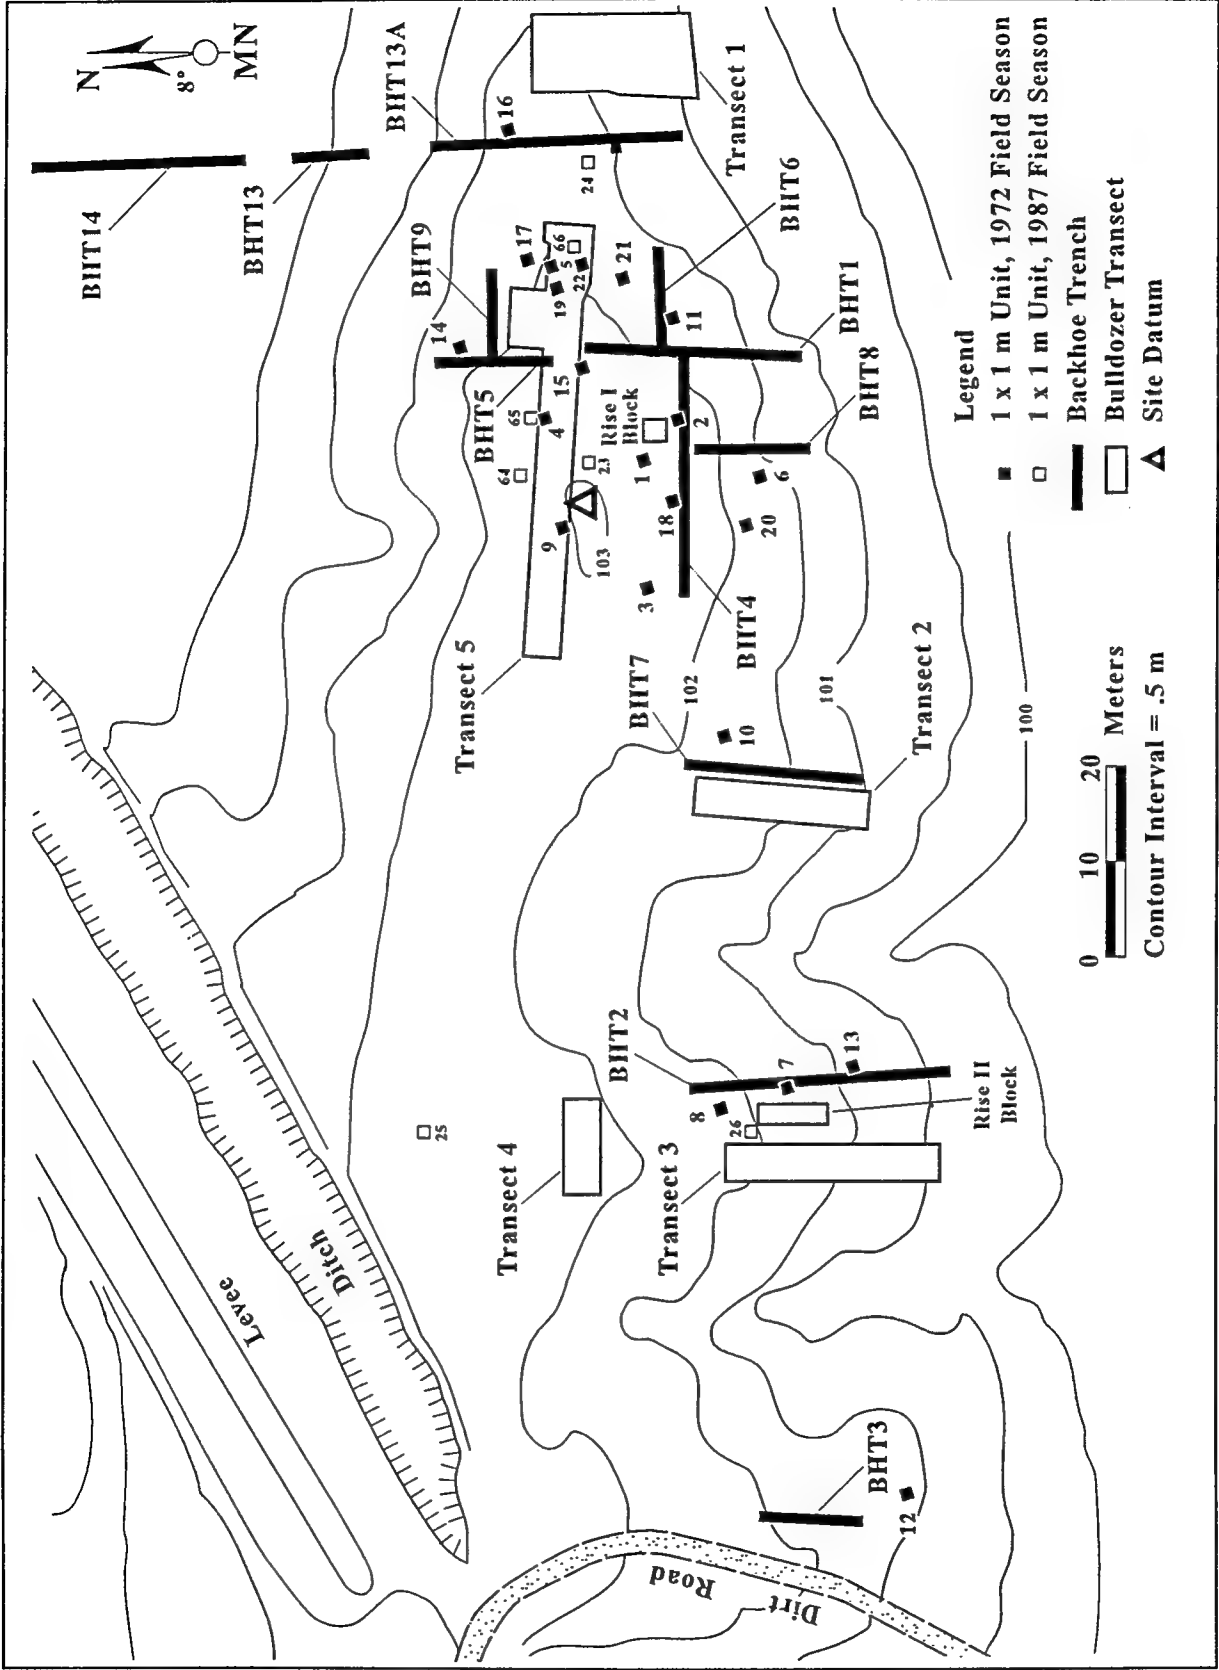 N
8°
MN
BHT14
BHT13
BHT13A
16
24
Transect 1
BHT9
14
17
66
5
19
22
21
BHT6
11
BHT1
BHT8
BHT5
15
65
4
64
Rise I
Block
23
1
2
18
6
20
9
103
3
BHT4
Transect 5
BHT7
102
10
101
Transect 2
100
Levee
Ditch
25
Transect 4
BHT2
8
7
13
26
Rise II
Block
Transect 3
BHT3
12
Dirt
Road
Legend
1 x 1 m Unit, 1972 Field Season
1 x 1 m Unit, 1987 Field Season
Backhoe Trench
Bulldozer Transect
Site Datum
0 10 20 Meters
Contour Interval = .5 m